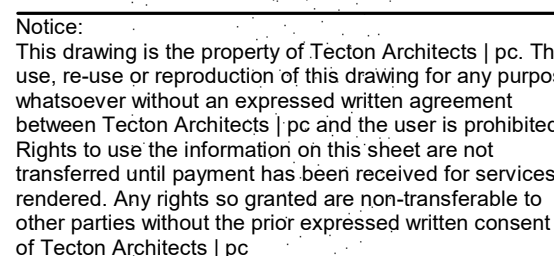 Notice:
This drawing is the property of Tecton Architects | pc. Th
use, re-use or reproduction of this drawing for any purpo
whatsoever without an expressed written agreement
between Tecton Architects | pc and the user is prohibited
Rights to use the information on this sheet are not
transferred until payment has been received for services
rendered. Any rights so granted are non-transferable to
other parties without the prior expressed written consent
of Tecton Architects | pc